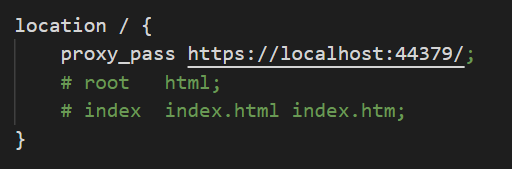 location / {
    proxy_pass https://localhost:44379/;
    # root   html;
    # index  index.html index.htm;
}